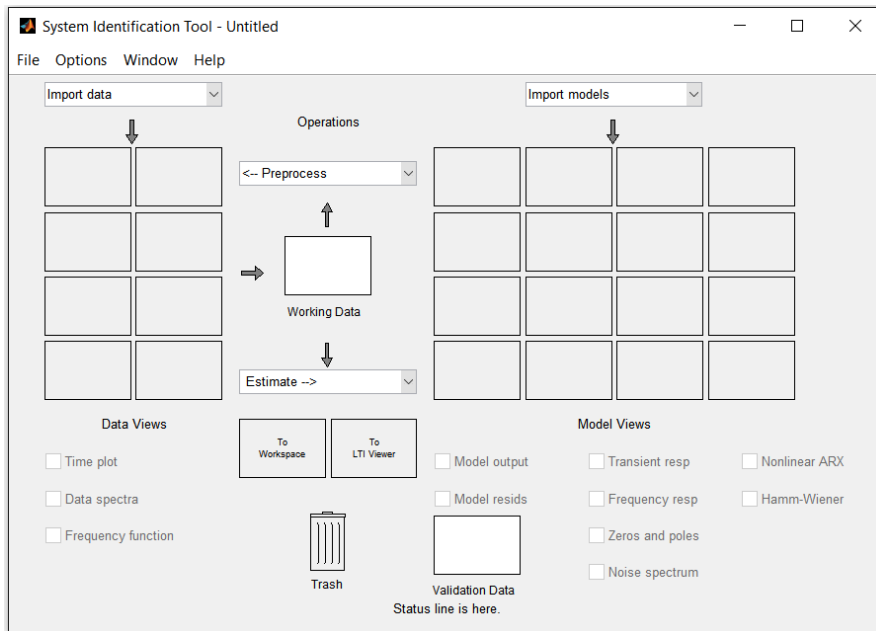 System Identification Tool - Untitled
File Options Window Help
Import data
Import models
Operations
<-- Preprocess
Working Data
Estimate -->
Data Views
Model Views
To
Workspace
To
LTI Viewer
Time plot
Model output
Transient resp
Nonlinear ARX
Data spectra
Model resids
Frequency resp
Hamm-Wiener
Frequency function
Zeros and poles
Noise spectrum
Trash
Validation Data
Status line is here.